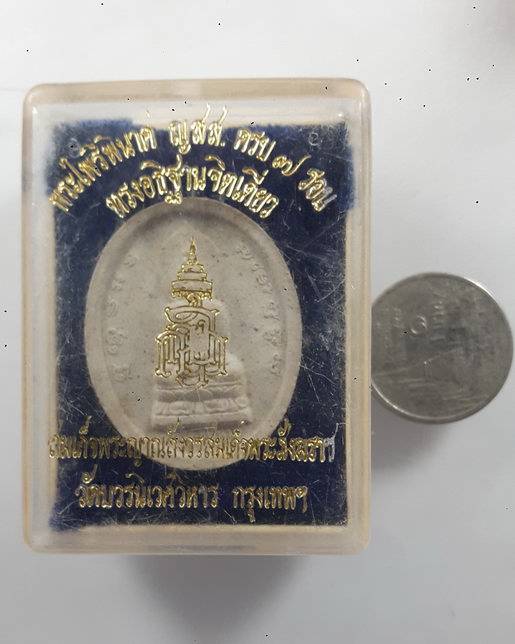 พระไพรีพินาศ ญสส. ครบ ๗ รอบ
ทรงอธิฐานจิตเดี่ยว
สมเด็จพระญาณสังวรสมเด็จพระสังฆราช
วัดบวรนิเวศวิหาร กรุงเทพฯ